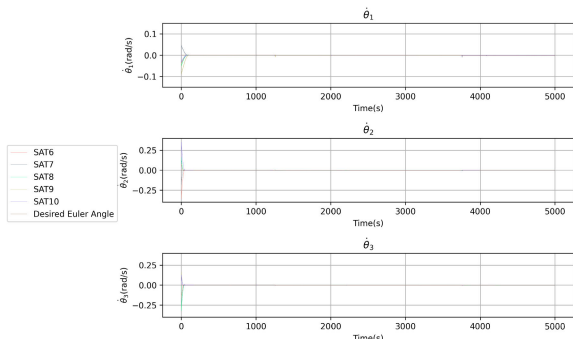 θ̇₁
0.1
0.0
−0.1
θ̇₁(rad/s)
0 1000 2000 3000 4000 5000
Time(s)
θ̇₂
0.25
0.00
−0.25
θ̇₂(rad/s)
0 1000 2000 3000 4000 5000
Time(s)
SAT6
SAT7
SAT8
SAT9
SAT10
Desired Euler Angle
θ̇₃
0.25
0.00
−0.25
θ̇₃(rad/s)
0 1000 2000 3000 4000 5000
Time(s)